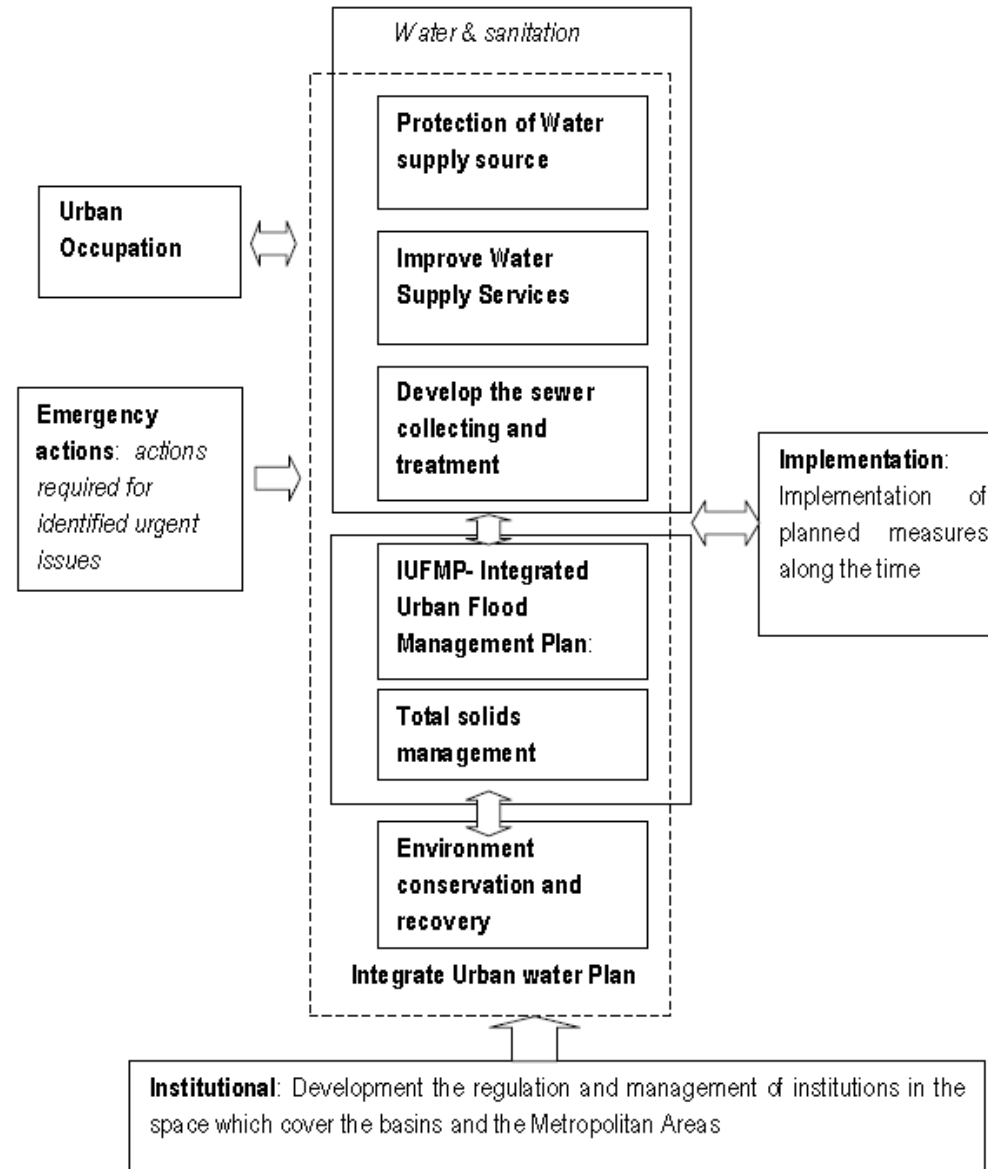 Water & sanitation
Protection of Water
supply source
Urban
Occupation
Improve Water
Supply Services
Develop the sewer
collecting and
treatment
Emergency
actions: actions
required for
identified urgent
issues
Implementation:
Implementation of
planned measures
along the time
IUFMP- Integrated
Urban Flood
Management Plan:
Total solids
management
Environment
conservation and
recovery
Integrate Urban water Plan
Institutional: Development the regulation and management of institutions in the
space which cover the basins and the Metropolitan Areas